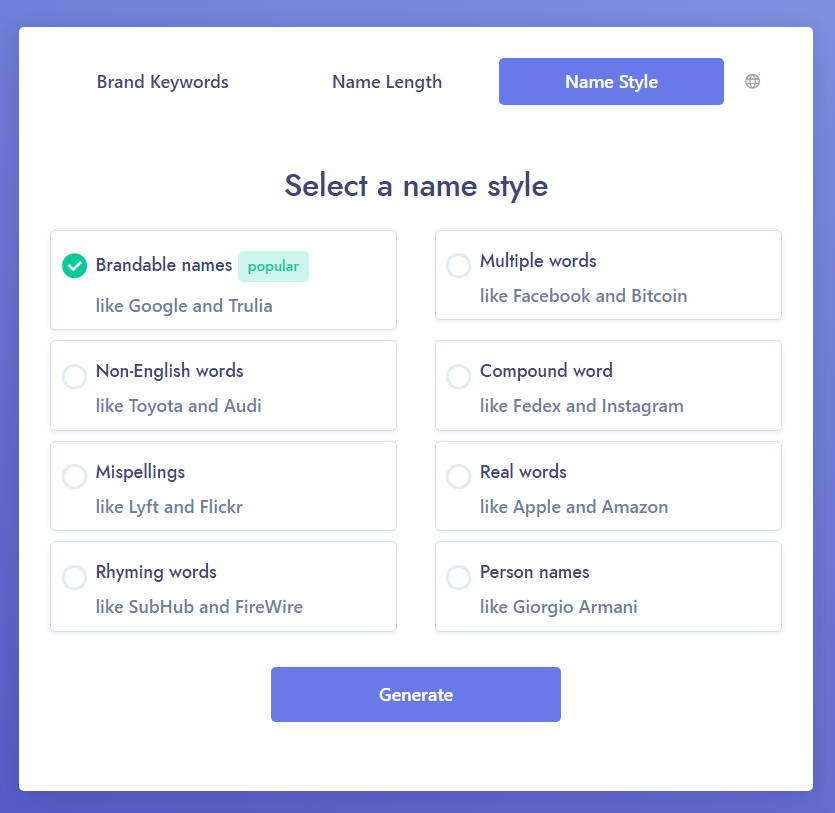 Brand Keywords
Name Length
Name Style
Select a name style
Brandable names popular
like Google and Trulia
Multiple words
like Facebook and Bitcoin
Non-English words
like Toyota and Audi
Compound word
like Fedex and Instagram
Mispellings
like Lyft and Flickr
Real words
like Apple and Amazon
Rhyming words
like SubHub and FireWire
Person names
like Giorgio Armani
Generate